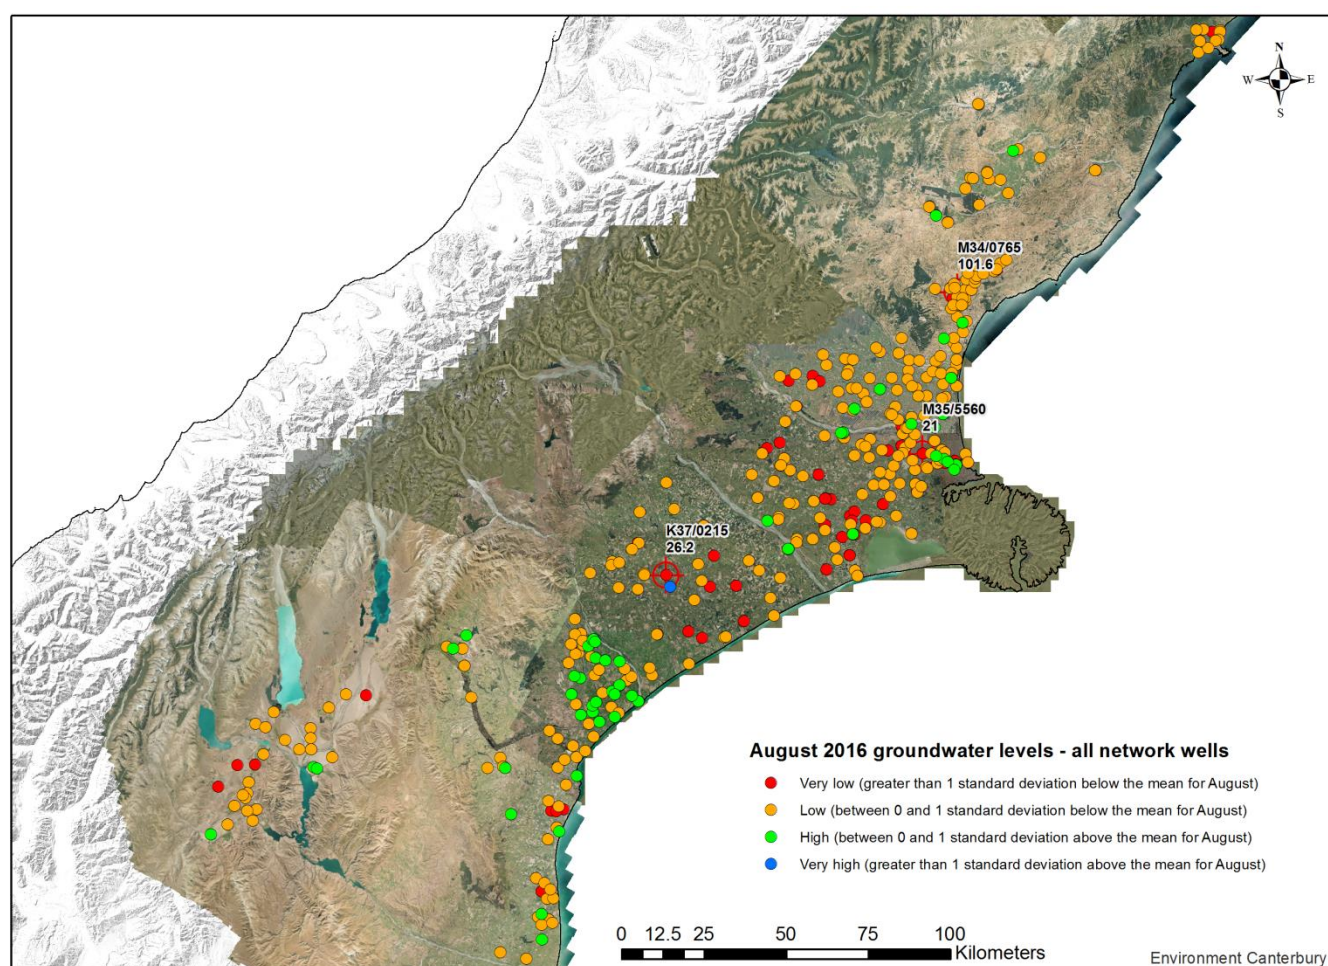 N
W E
S
M34/0765
101.6
M35/5560
21
K37/0215
26.2
August 2016 groundwater levels - all network wells
Very low (greater than 1 standard deviation below the mean for August)
Low (between 0 and 1 standard deviation below the mean for August)
High (between 0 and 1 standard deviation above the mean for August)
Very high (greater than 1 standard deviation above the mean for August)
0 12.5 25 50 75 100
Kilometers
Environment Canterbury